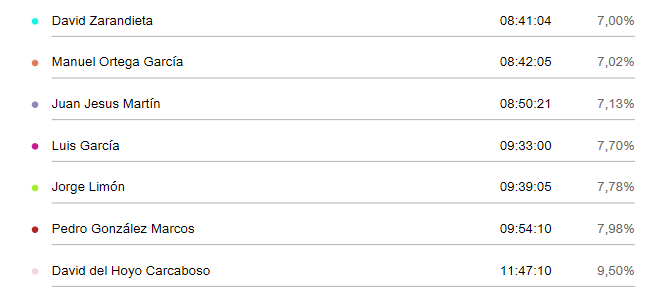 David Zarandieta 08:41:04 7,00%
Manuel Ortega García 08:42:05 7,02%
Juan Jesus Martín 08:50:21 7,13%
Luis García 09:33:00 7,70%
Jorge Limón 09:39:05 7,78%
Pedro González Marcos 09:54:10 7,98%
David del Hoyo Carcaboso 11:47:10 9,50%